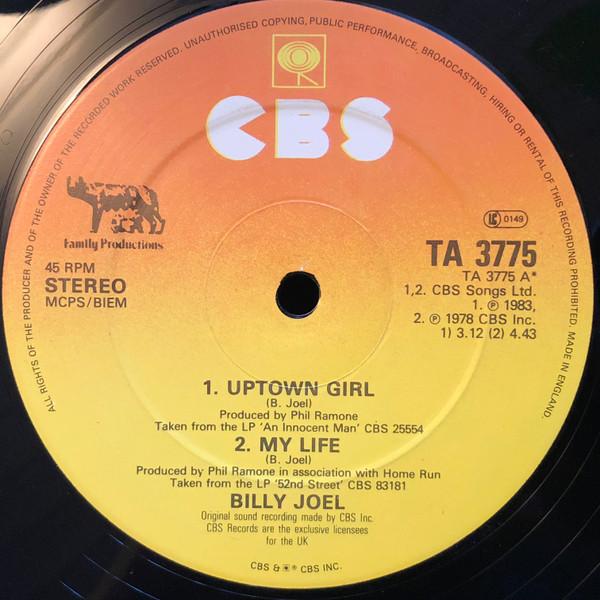 ALL RIGHTS OF THE PRODUCER AND OF THE OWNER OF THE RECORDED WORK RESERVED. UNAUTHORISED COPYING, PUBLIC PERFORMANCE, BROADCASTING, HIRING OR RENTAL OF THIS RECORDING PROHIBITED. MADE IN ENGLAND.
CBS
Family Productions
LC 0149
45 RPM
STEREO
MCPS/BIEM
TA 3775
TA 3775 A*
1,2. CBS Songs Ltd.
1. ℗ 1983,
2. ℗ 1978 CBS Inc.
1) 3.12 (2) 4.43
1. UPTOWN GIRL
(B. Joel)
Produced by Phil Ramone
Taken from the LP 'An Innocent Man' CBS 25554
2. MY LIFE
(B. Joel)
Produced by Phil Ramone in association with Home Run
Taken from the LP '52nd Street' CBS 83181
BILLY JOEL
Original sound recording made by CBS Inc.
CBS Records are the exclusive licensees
for the UK
CBS & ® CBS INC.